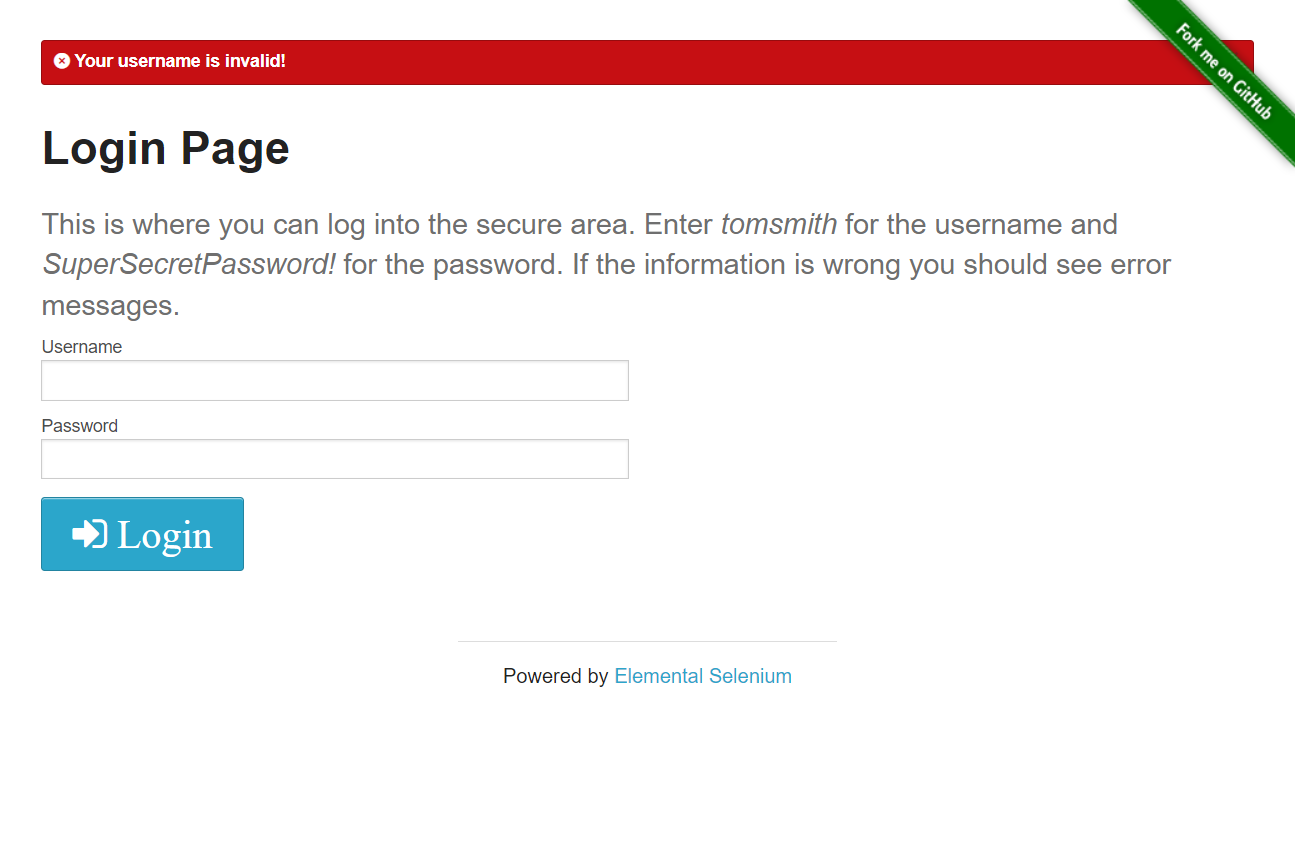 Your username is invalid!
Fork me on GitHub
Login Page
This is where you can log into the secure area. Enter tomsmith for the username and
SuperSecretPassword! for the password. If the information is wrong you should see error
messages.
Username
Password
Login
Powered by Elemental Selenium